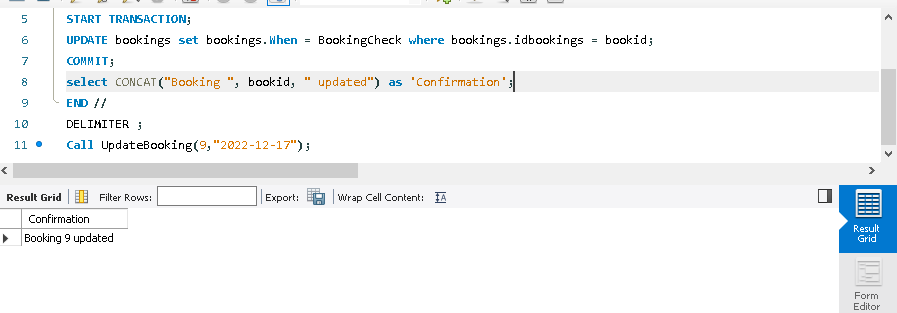 5 START TRANSACTION;
6 UPDATE bookings set bookings.When = BookingCheck where bookings.idbookings = bookid;
7 COMMIT;
8 select CONCAT("Booking ", bookid, " updated") as 'Confirmation';
9 END //
10 DELIMITER ;
11 Call UpdateBooking(9,"2022-12-17");
Result Grid Filter Rows: Export: Wrap Cell Content:
Confirmation
Booking 9 updated
Result
Grid
Form
Editor